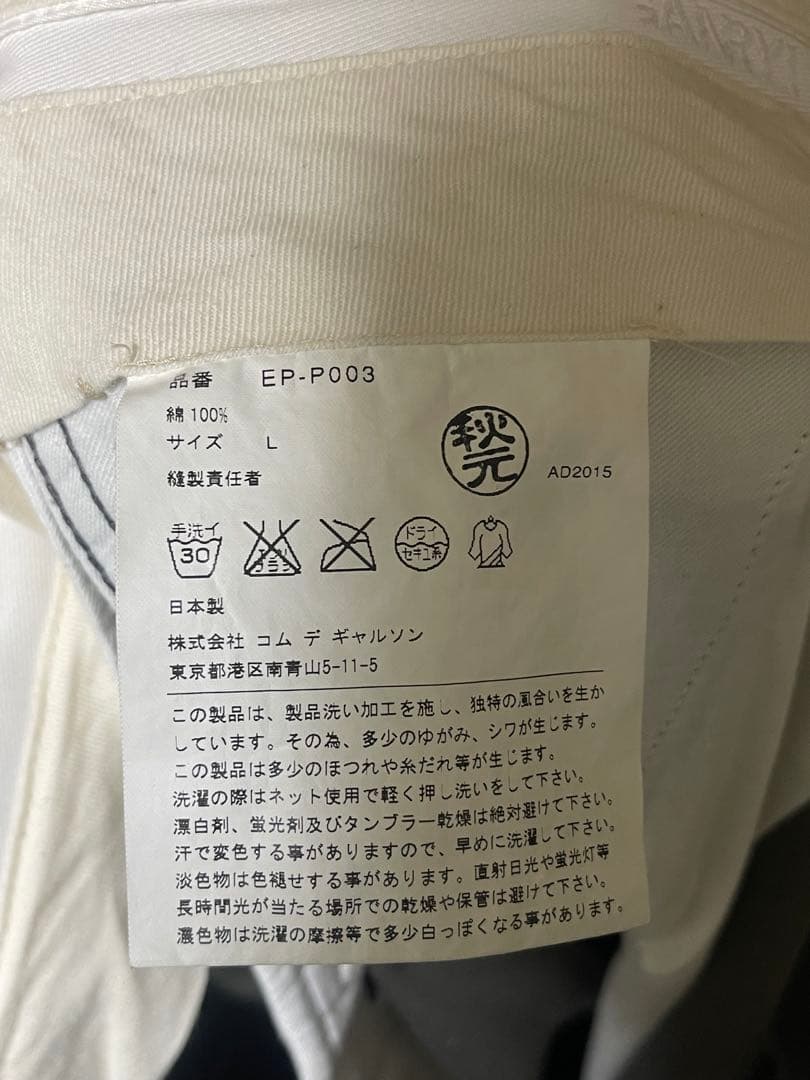 品番 EP-P003
綿 100%
サイズ L
縫製責任者
秋元
AD2015
手洗イ
30
エンソ
サラシ
ドライ
セキユ系
日本製
株式会社 コム デ ギャルソン
東京都港区南青山5-11-5
この製品は、製品洗い加工を施し、独特の風合いを生か
しています。その為、多少のゆがみ、シワが生じます。
この製品は多少のほつれや糸だれ等が生じます。
洗濯の際はネット使用で軽く押し洗いをして下さい。
漂白剤、蛍光剤及びタンブラー乾燥は絶対避けて下さい。
汗で変色する事がありますので、早めに洗濯して下さい。
淡色物は色褪せする事があります。直射日光や蛍光灯等
長時間光が当たる場所での乾燥や保管は避けて下さい。
濃色物は洗濯の摩擦等で多少白っぽくなる事があります。